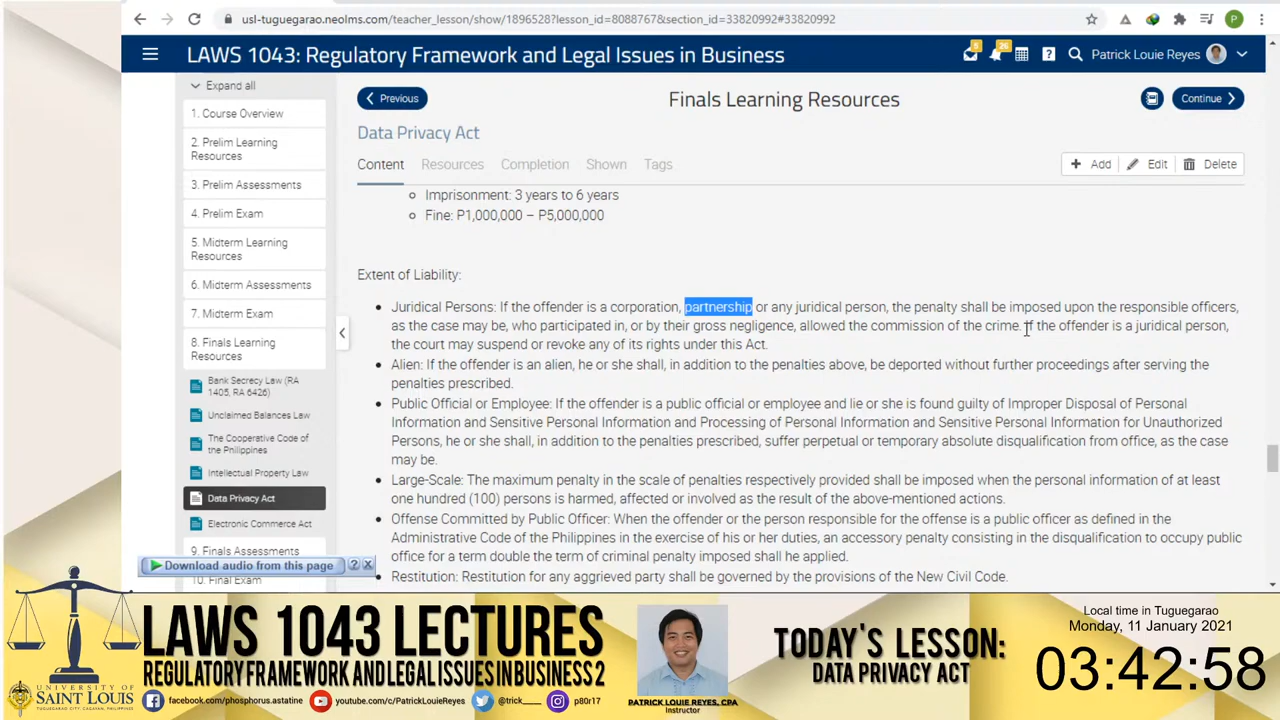 usl-tuguegarao.neolms.com/teacher_lesson/show/1896528?lesson_id=8088767&section_id=33820992#33820992
P
LAWS 1043: Regulatory Framework and Legal Issues in Business
6
26
?
Patrick Louie Reyes
Expand all
1. Course Overview
2. Prelim Learning
Resources
3. Prelim Assessments
4. Prelim Exam
5. Midterm Learning
Resources
6. Midterm Assessments
7. Midterm Exam
8. Finals Learning
Resources
Bank Secrecy Law (RA
1405, RA 6426)
Unclaimed Balances Law
The Cooperative Code of
the Philippines
Intellectual Property Law
Data Privacy Act
Electronic Commerce Act
9. Finals Assessments
10. Final Exam
Download audio from this page
?
Previous
Finals Learning Resources
Continue
Data Privacy Act
Content Resources Completion Shown Tags
Add Edit Delete
Imprisonment: 3 years to 6 years
Fine: P1,000,000 – P5,000,000
Extent of Liability:
Juridical Persons: If the offender is a corporation, partnership or any juridical person, the penalty shall be imposed upon the responsible officers,
as the case may be, who participated in, or by their gross negligence, allowed the commission of the crime. If the offender is a juridical person,
the court may suspend or revoke any of its rights under this Act.
Alien: If the offender is an alien, he or she shall, in addition to the penalties above, be deported without further proceedings after serving the
penalties prescribed.
Public Official or Employee: If the offender is a public official or employee and lie or she is found guilty of Improper Disposal of Personal
Information and Sensitive Personal Information and Processing of Personal Information and Sensitive Personal Information for Unauthorized
Persons, he or she shall, in addition to the penalties prescribed, suffer perpetual or temporary absolute disqualification from office, as the case
may be.
Large-Scale: The maximum penalty in the scale of penalties respectively provided shall be imposed when the personal information of at least
one hundred (100) persons is harmed, affected or involved as the result of the above mentioned actions.
Offense Committed by Public Officer: When the offender or the person responsible for the offense is a public officer as defined in the
Administrative Code of the Philippines in the exercise of his or her duties, an accessory penalty consisting in the disqualification to occupy public
office for a term double the term of criminal penalty imposed shall he applied.
Restitution: Restitution for any aggrieved party shall be governed by the provisions of the New Civil Code.
UNIVERSITY OF
SAINT LOUIS
TUGUEGARAO CITY, CAGAYAN, PHILIPPINES
LAWS 1043 LECTURES
REGULATORY FRAMEWORK AND LEGAL ISSUES IN BUSINESS 2
facebook.com/phosphorus.astatine youtube.com/c/PatrickLouieReyes @trick____ p80r17
PATRICK LOUIE REYES, CPA
Instructor
TODAY'S LESSON:
DATA PRIVACY ACT
Local time in Tuguegarao
Monday, 11 January 2021
03:42:58